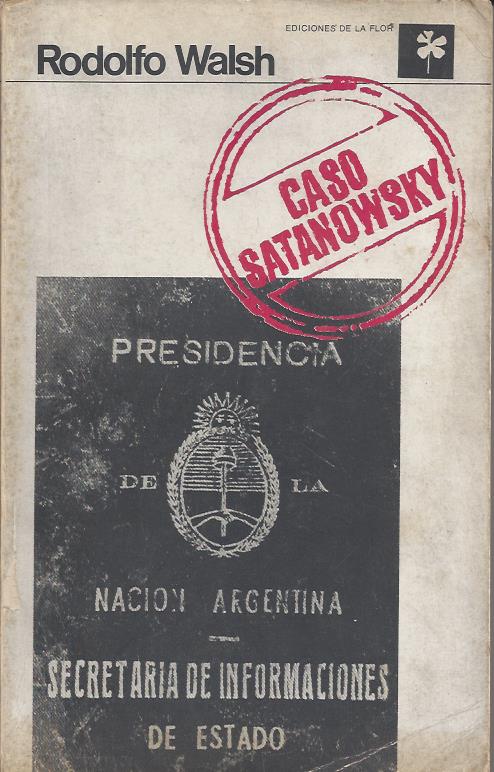 EDICIONES DE LA FLOR
Rodolfo Walsh
CASO
SATANOWSKY
PRESIDENCIA
DE LA
NACION ARGENTINA
SECRETARIA DE INFORMACIONES
DE ESTADO